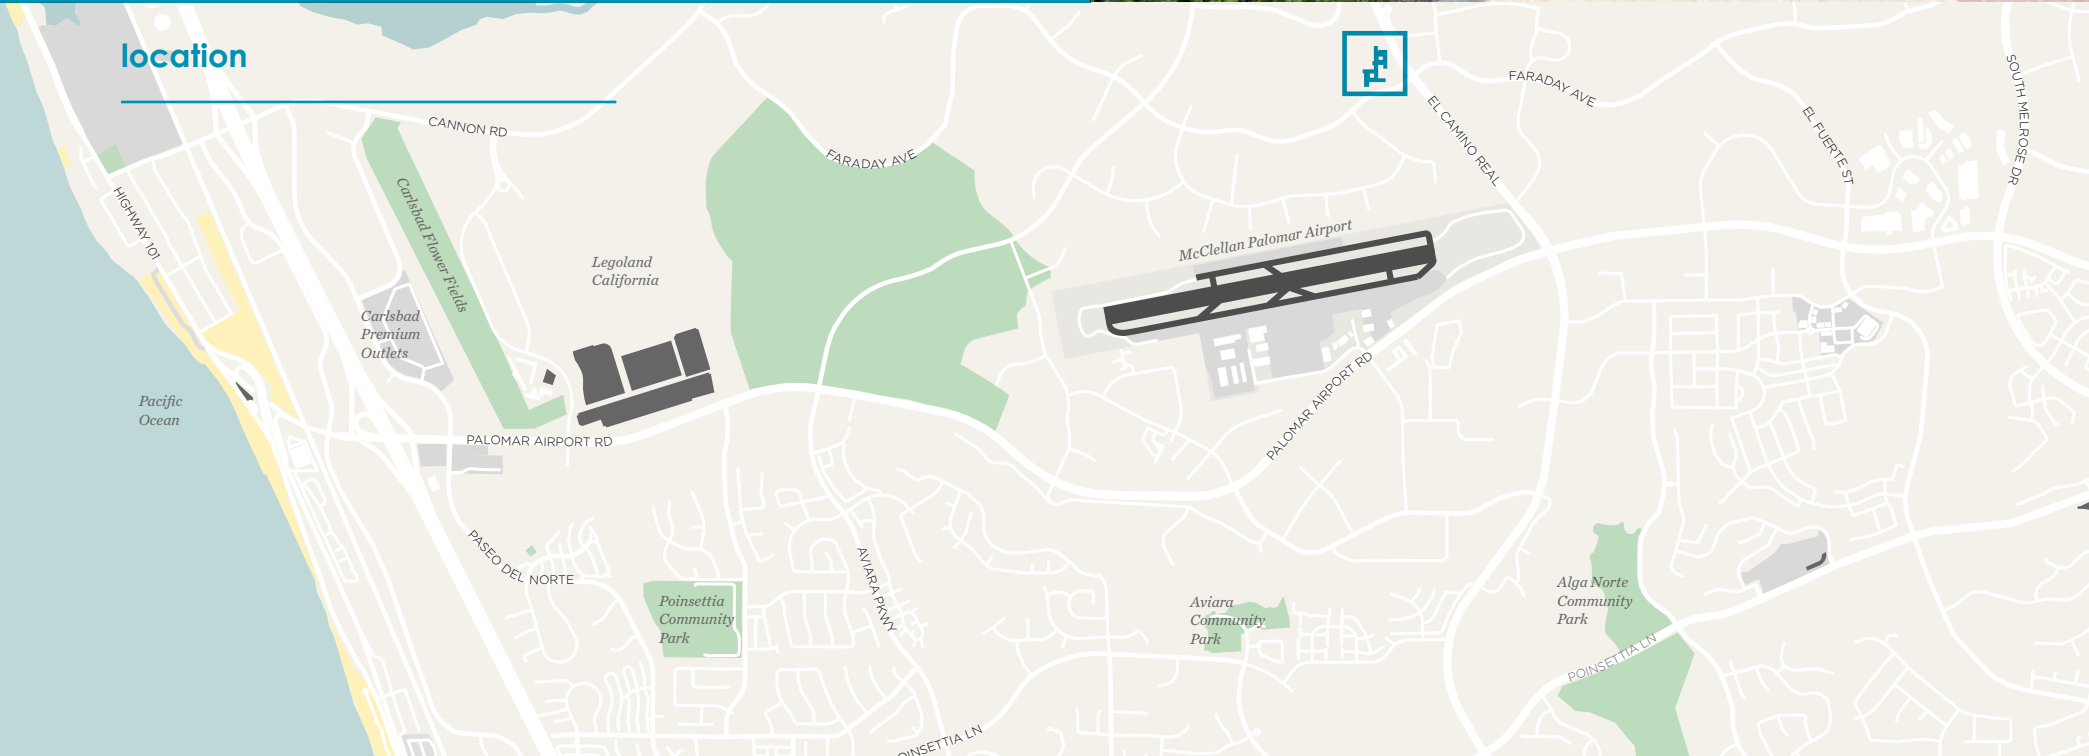 location
CANNON RD
FARADAY AVE
FARADAY AVE
EL CAMINO REAL
EL FUERTE ST
SOUTH MELROSE DR
HIGHWAY 101
Carlsbad Flower Fields
Legoland
California
McClellan Palomar Airport
Carlsbad
Premium
Outlets
Pacific
Ocean
PALOMAR AIRPORT RD
PALOMAR AIRPORT RD
PASEO DEL NORTE
AVIARA PKWY
Poinsettia
Community
Park
Aviara
Community
Park
Alga Norte
Community
Park
POINSETTIA LN
OINSETTIA LN